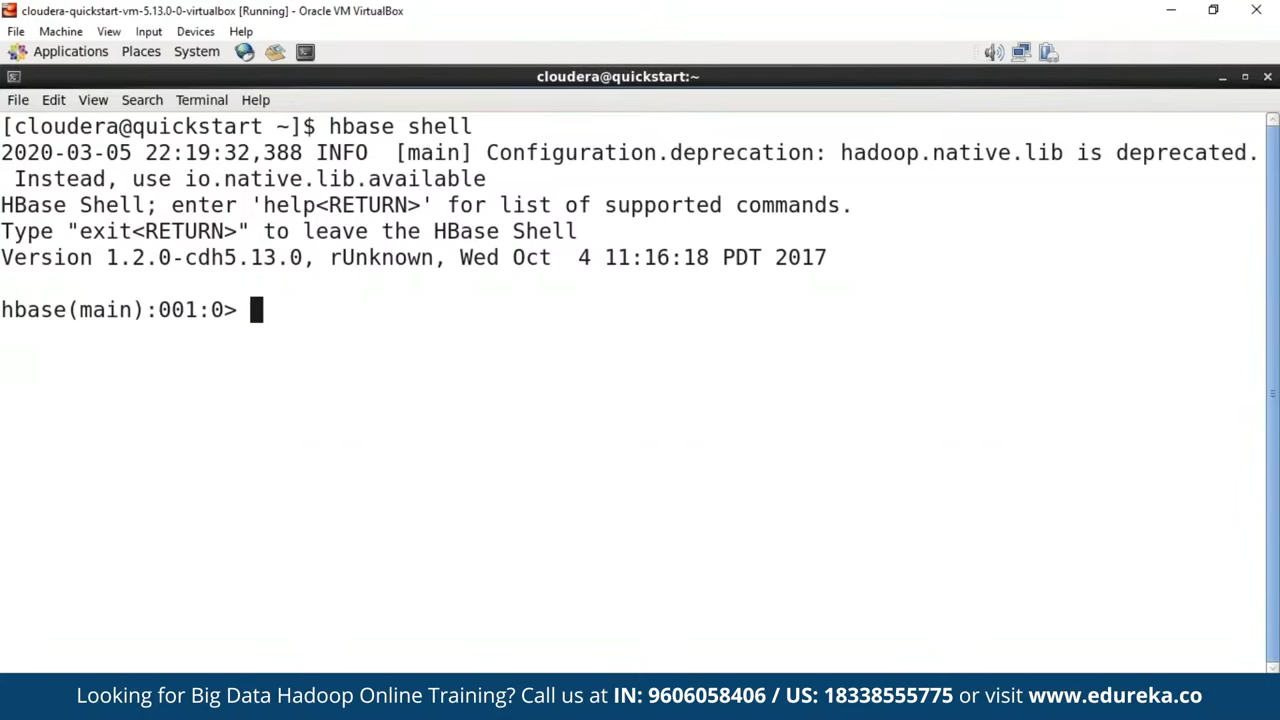 cloudera-quickstart-vm-5.13.0-0-virtualbox [Running] - Oracle VM VirtualBox
File Machine View Input Devices Help
Applications Places System
cloudera@quickstart:~
File Edit View Search Terminal Help
[cloudera@quickstart ~]$ hbase shell
2020-03-05 22:19:32,388 INFO  [main] Configuration.deprecation: hadoop.native.lib is deprecated.
 Instead, use io.native.lib.available
HBase Shell; enter 'help<RETURN>' for list of supported commands.
Type "exit<RETURN>" to leave the HBase Shell
Version 1.2.0-cdh5.13.0, rUnknown, Wed Oct  4 11:16:18 PDT 2017
hbase(main):001:0>
Looking for Big Data Hadoop Online Training? Call us at IN: 9606058406 / US: 18338555775 or visit www.edureka.co